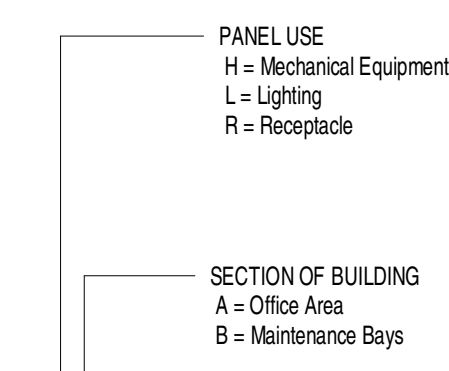 PANEL USE
H = Mechanical Equipment
L = Lighting
R = Receptacle
SECTION OF BUILDING
A = Office Area
B = Maintenance Bays